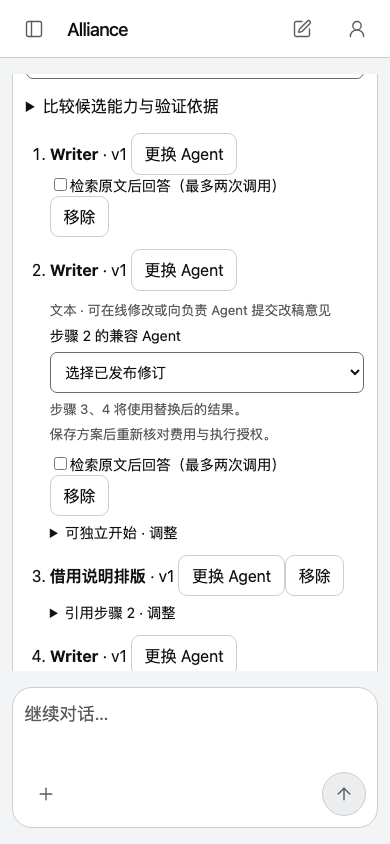 Alliance
▶ 比较候选能力与验证依据
1. Writer · v1 更换 Agent
检索原文后回答（最多两次调用）
移除
2. Writer · v1 更换 Agent
文本 · 可在线修改或向负责 Agent 提交改稿意见
步骤 2 的兼容 Agent
选择已发布修订
步骤 3、4 将使用替换后的结果。
保存方案后重新核对费用与执行授权。
检索原文后回答（最多两次调用）
移除
▶ 可独立开始 · 调整
3. 借用说明排版 · v1 更换 Agent 移除
▶ 引用步骤 2 · 调整
4. Writer · v1 更换 Agent
继续对话...